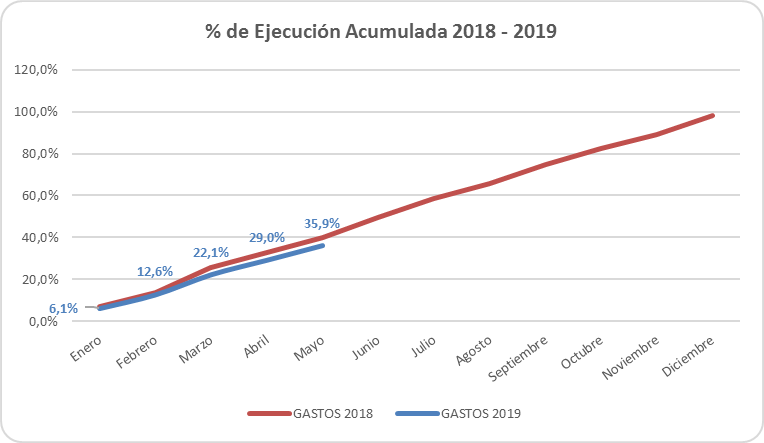 % de Ejecución Acumulada 2018 - 2019
120,0%
100,0%
80,0%
60,0%
40,0%
20,0%
0,0%
6,1%
12,6%
22,1%
29,0%
35,9%
Enero
Febrero
Marzo
Abril
Mayo
Junio
Julio
Agosto
Septiembre
Octubre
Noviembre
Diciembre
GASTOS 2018
GASTOS 2019